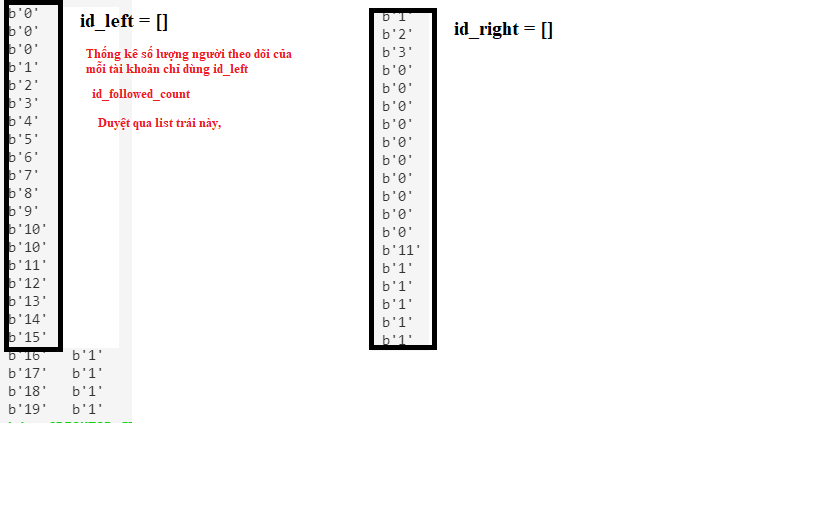 b'0'
b'0'
b'0'
b'1'
b'2'
b'3'
b'4'
b'5'
b'6'
b'7'
b'8'
b'9'
b'10'
b'10'
b'11'
b'12'
b'13'
b'14'
b'15'
b'16' b'1'
b'17' b'1'
b'18' b'1'
b'19' b'1'
id_left = []
Thống kê số lượng người theo dõi của
mỗi tài khoản chỉ dùng id_left
id_followed_count
Duyệt qua list trái này,
b'1'
b'2'
b'3'
b'0'
b'0'
b'0'
b'0'
b'0'
b'0'
b'0'
b'0'
b'0'
b'0'
b'11'
b'1'
b'1'
b'1'
b'1'
b'1'
id_right = []